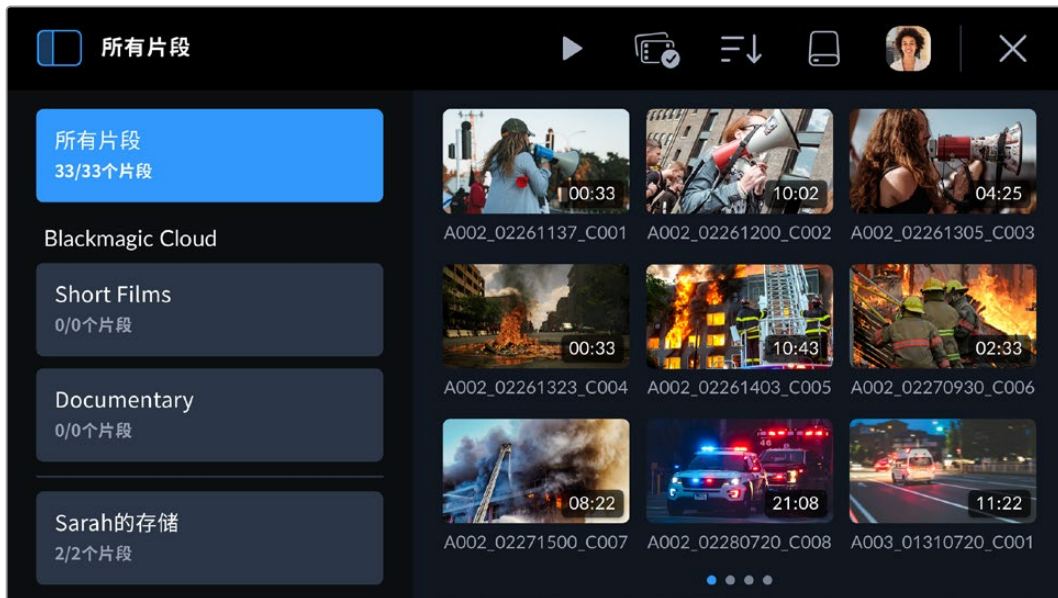 所有片段
所有片段
33/33个片段
Blackmagic Cloud
Short Films
0/0个片段
Documentary
0/0个片段
Sarah的存储
2/2个片段
00:33
10:02
04:25
A002_02261137_C001
A002_02261200_C002
A002_02261305_C003
00:33
10:43
02:33
A002_02261323_C004
A002_02261403_C005
A002_02270930_C006
46
08:22
21:08
11:22
A002_02271500_C007
A002_02280720_C008
A003_01310720_C001